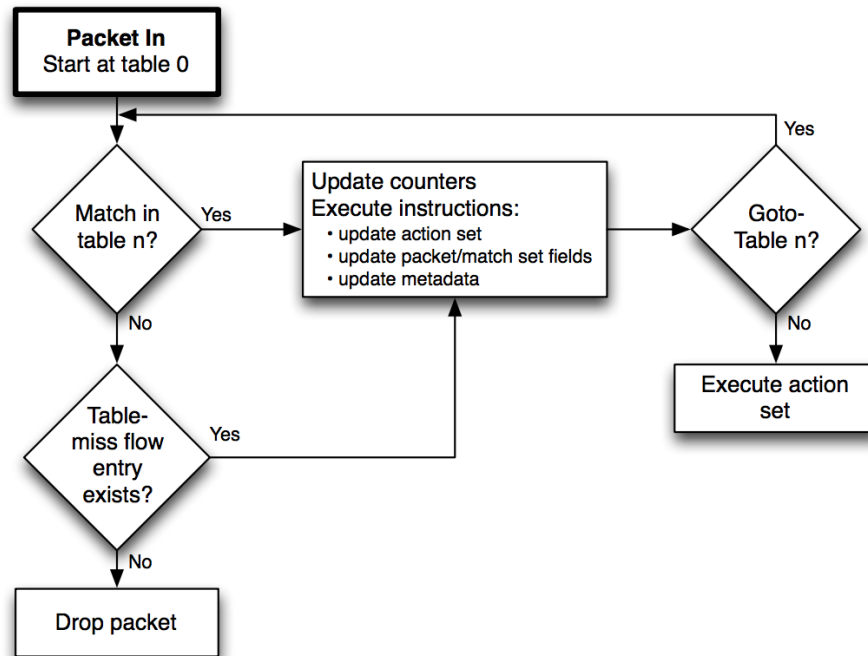 Packet In
Start at table 0
Yes
Match in
table n?
Yes
Update counters
Execute instructions:
• update action set
• update packet/match set fields
• update metadata
Goto-
Table n?
No
No
Execute action
set
Table-
miss flow
entry
exists?
Yes
No
Drop packet